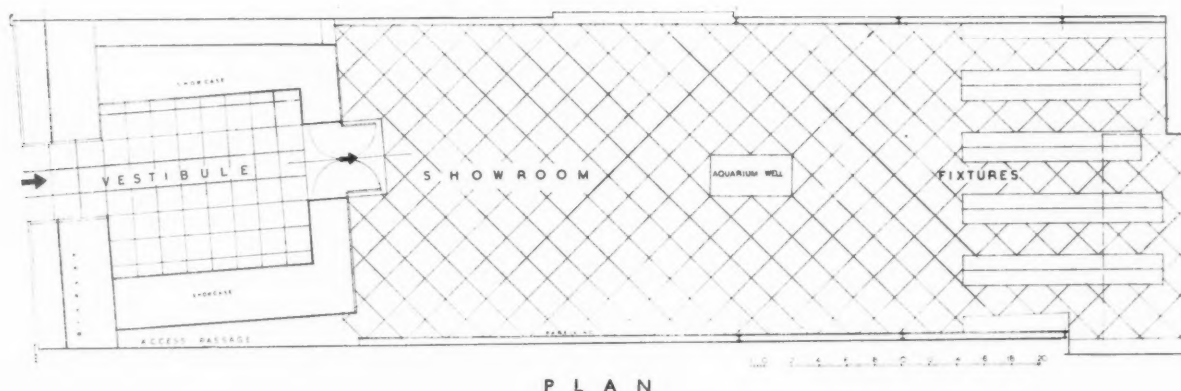 SHOWCASE
VESTIBULE
SHOWROOM
AQUARIUM WELL
FIXTURES
SHOWCASE
ACCESS PASSAGE
PLAN